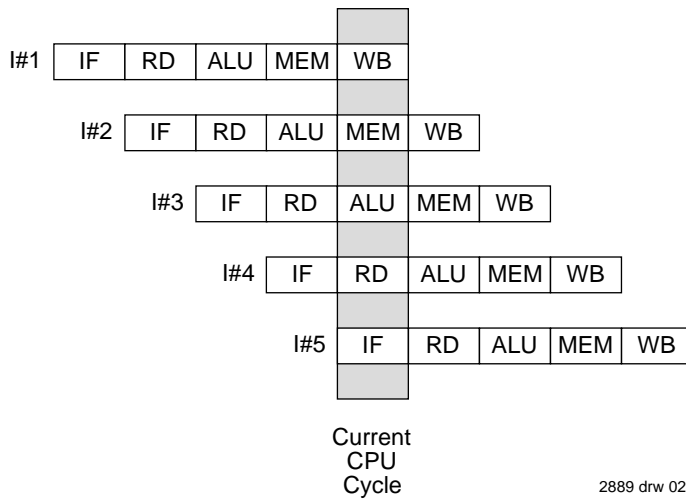 I#1 IF RD ALU MEM WB
I#2 IF RD ALU MEM WB
I#3 IF RD ALU MEM WB
I#4 IF RD ALU MEM WB
I#5 IF RD ALU MEM WB
Current
CPU
Cycle
2889 drw 02